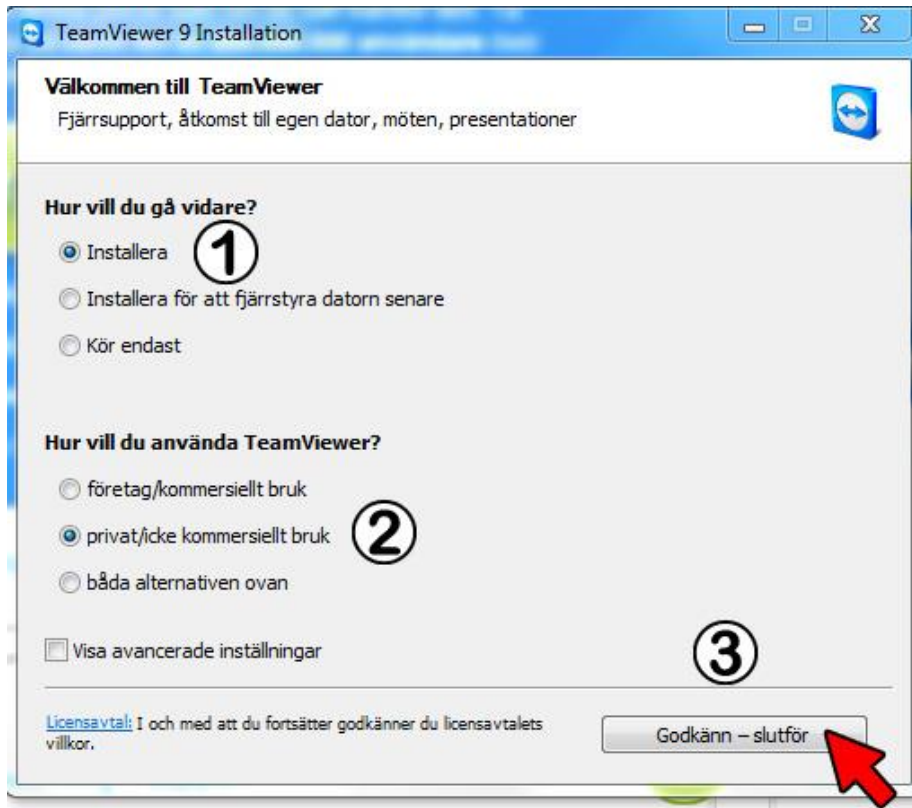 TeamViewer 9 Installation
Välkommen till TeamViewer
Fjärrsupport, åtkomst till egen dator, möten, presentationer
Hur vill du gå vidare?
Installera ①
Installera för att fjärrstyra datorn senare
Kör endast
Hur vill du använda TeamViewer?
företag/kommersiellt bruk
privat/icke kommersiellt bruk ②
båda alternativen ovan
Visa avancerade inställningar
③
Licensavtal: I och med att du fortsätter godkänner du licensavtalets
villkor.
Godkänn – slutför